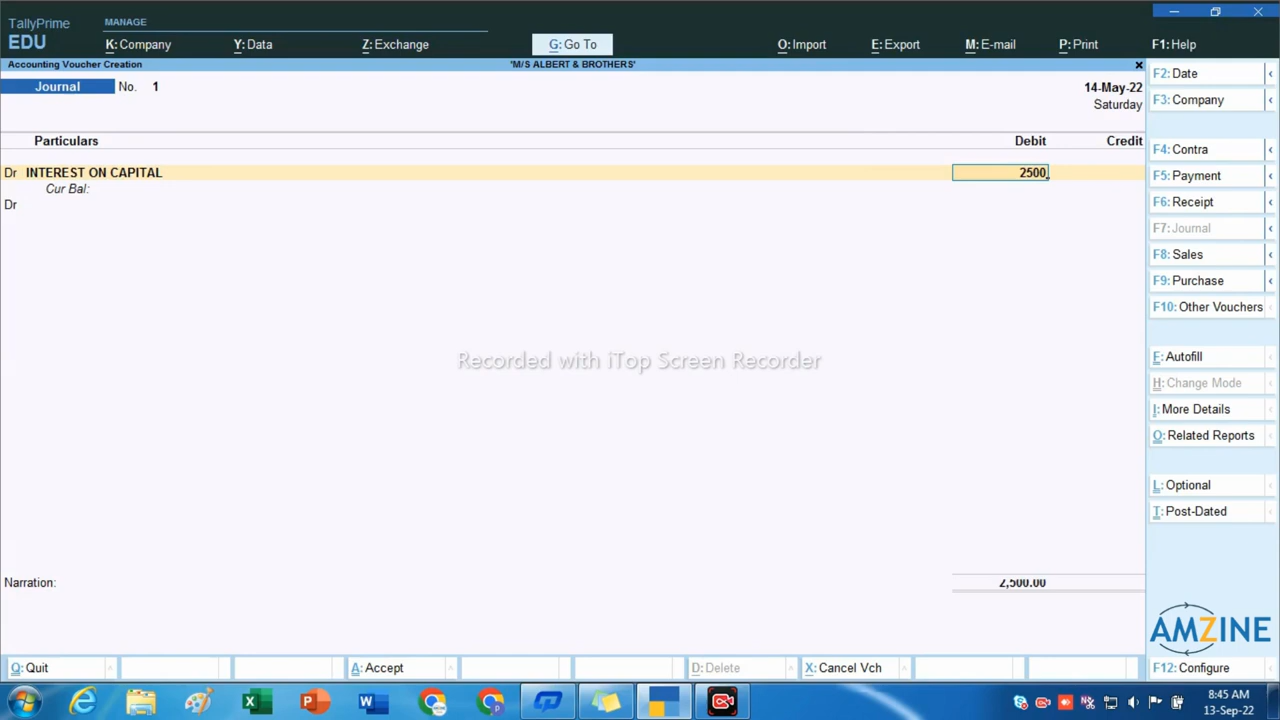 TallyPrime
EDU
MANAGE
K: Company
Y: Data
Z: Exchange
G: Go To
O: Import
E: Export
M: E-mail
P: Print
F1: Help
Accounting Voucher Creation
'M/S ALBERT & BROTHERS'
Journal No. 1
14-May-22
Saturday
Particulars Debit Credit
Dr INTEREST ON CAPITAL 2500
Cur Bal:
Dr
Recorded with iTop Screen Recorder
Narration: 2,500.00
F2: Date
F3: Company
F4: Contra
F5: Payment
F6: Receipt
F7: Journal
F8: Sales
F9: Purchase
F10: Other Vouchers
F: Autofill
H: Change Mode
I: More Details
O: Related Reports
L: Optional
T: Post-Dated
AMZINE
Q: Quit
A: Accept
D: Delete
X: Cancel Vch
F12: Configure
8:45 AM
13-Sep-22